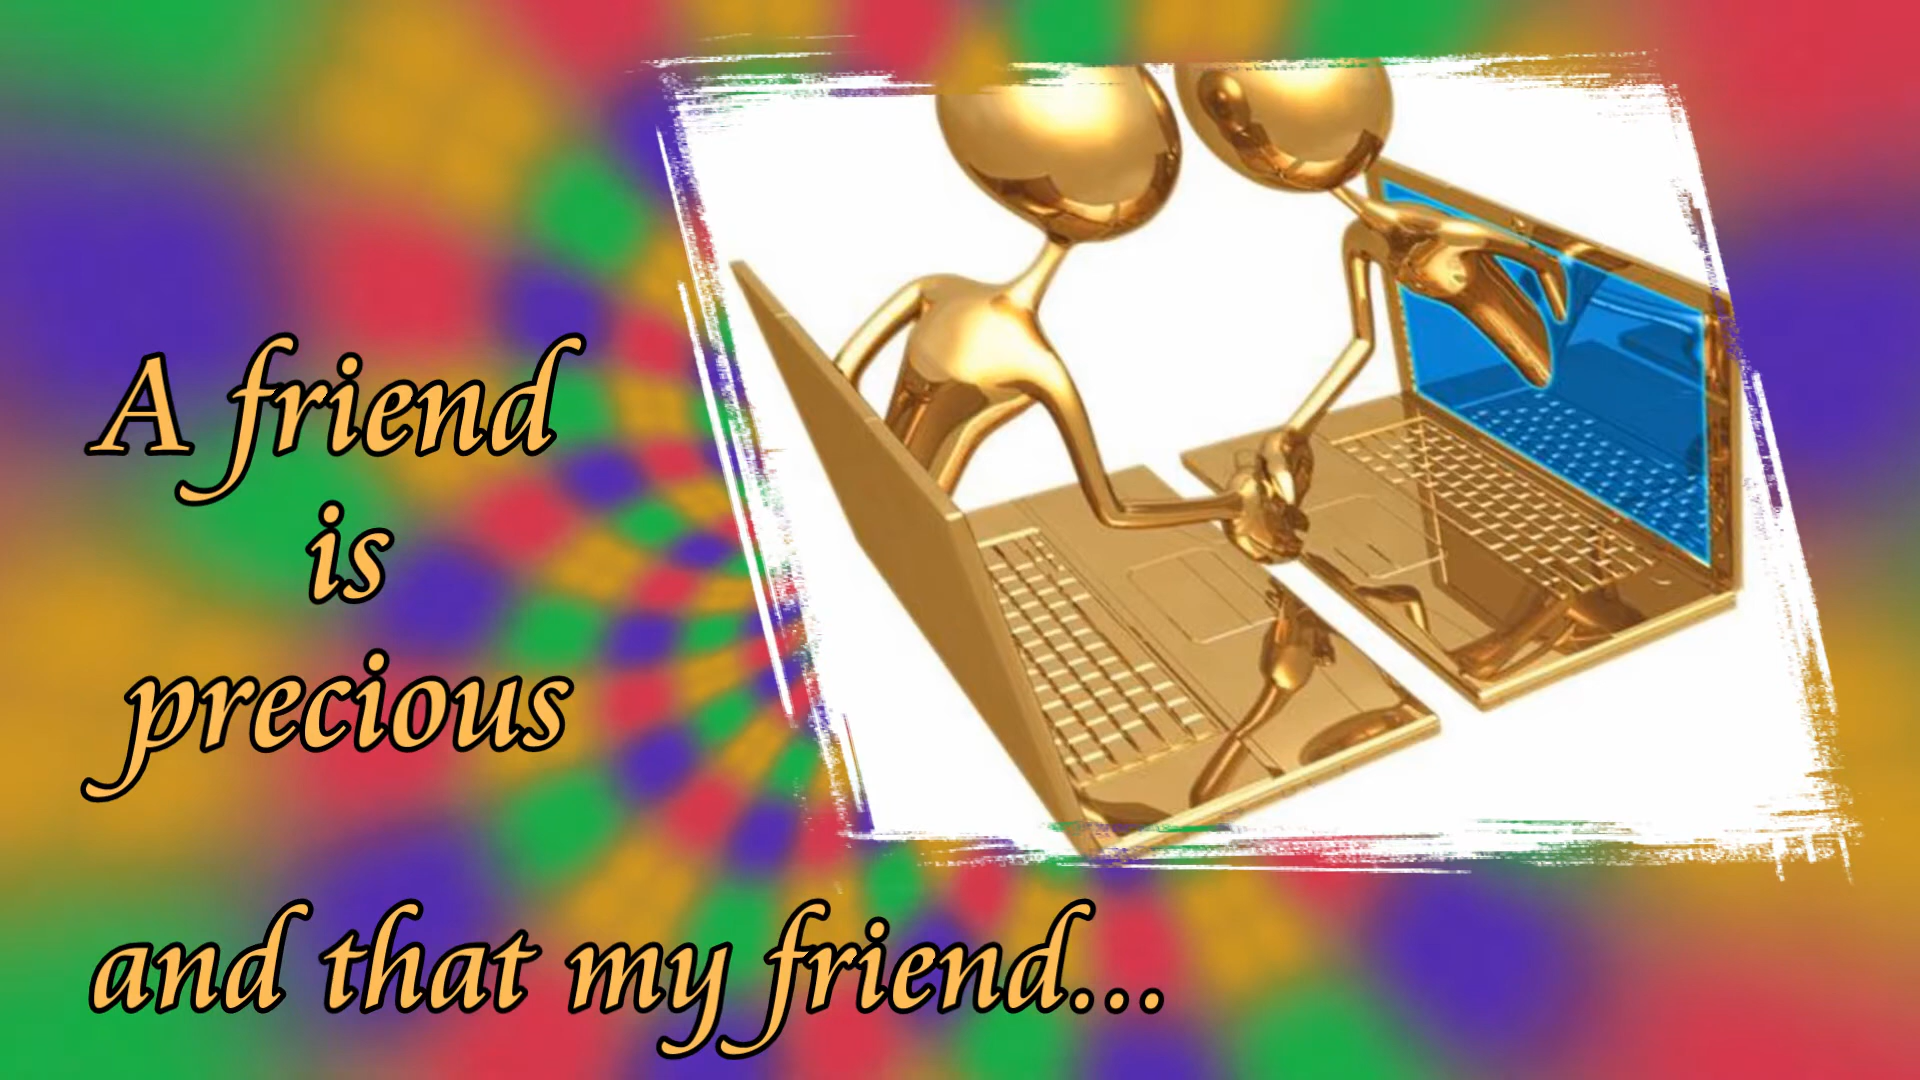 A friend
is
precious
and that my friend...